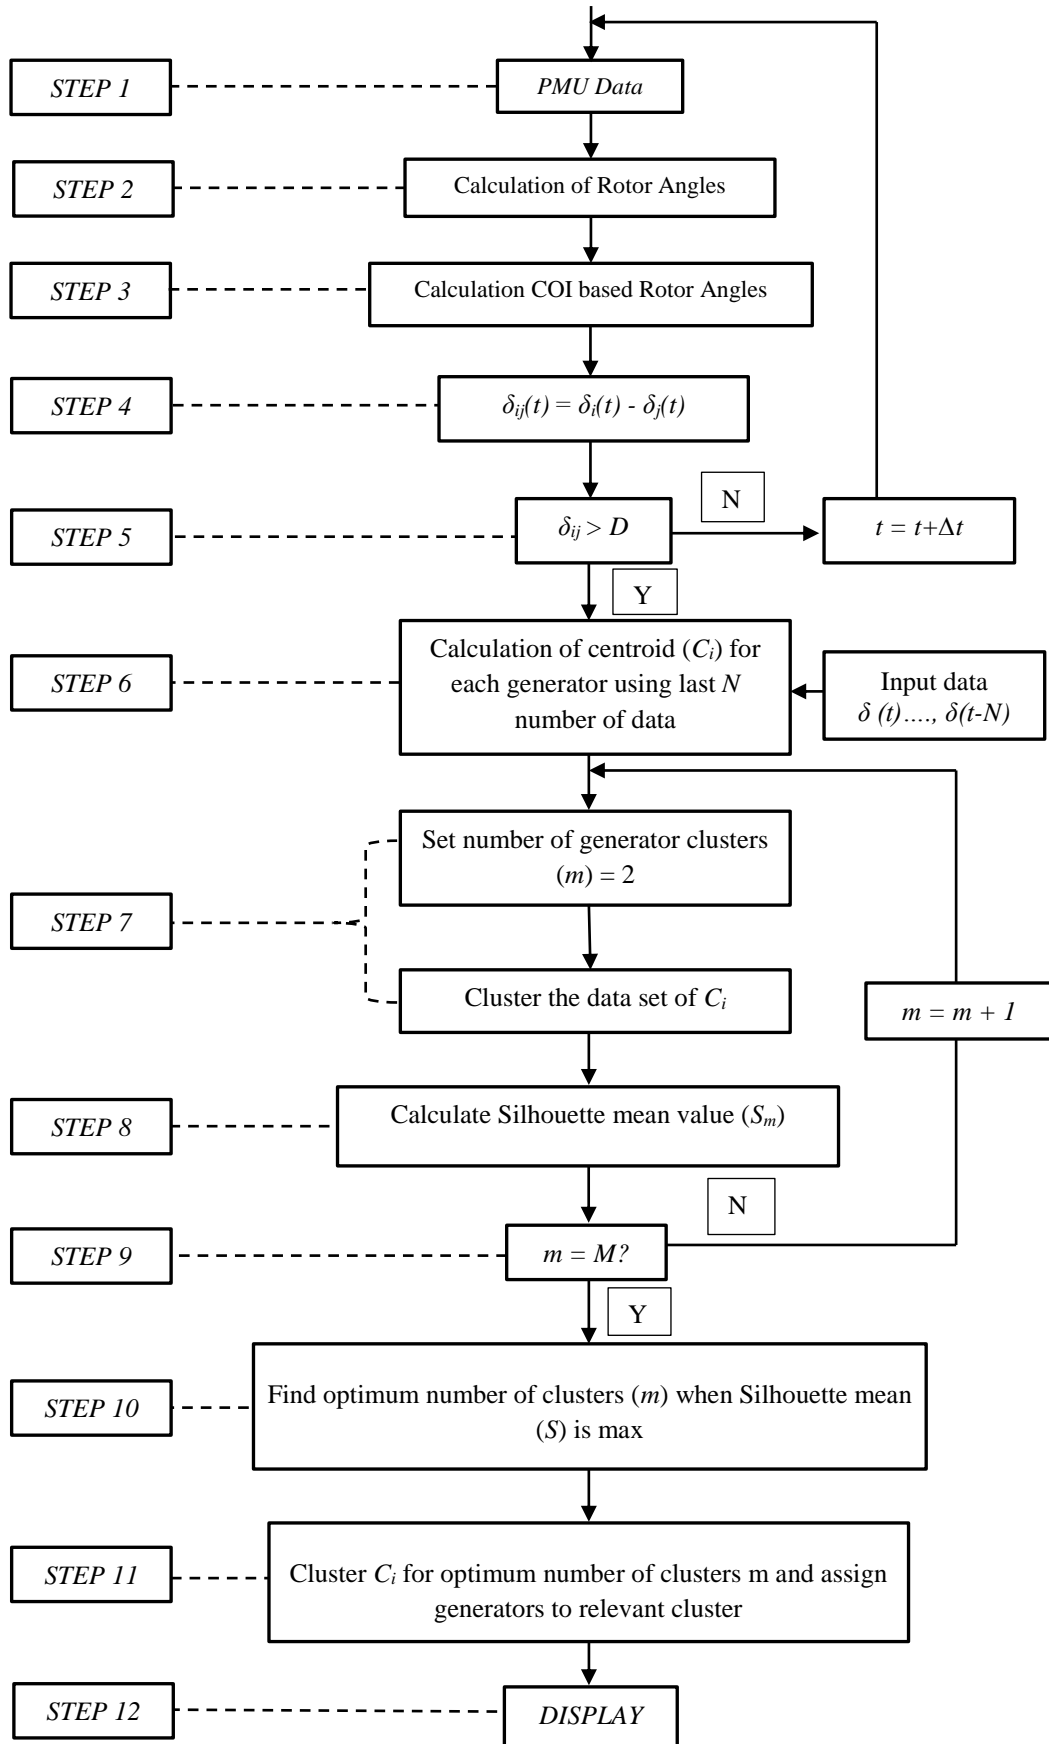 STEP 1
PMU Data
STEP 2
Calculation of Rotor Angles
STEP 3
Calculation COI based Rotor Angles
STEP 4
δij(t) = δi(t) - δj(t)
N
STEP 5
δij > D
t = t+Δt
Y
STEP 6
Calculation of centroid (Ci) for
each generator using last N
number of data
Input data
δ (t)...., δ(t-N)
STEP 7
Set number of generator clusters
(m) = 2
Cluster the data set of Ci
m = m + 1
STEP 8
Calculate Silhouette mean value (Sm)
N
STEP 9
m = M?
Y
STEP 10
Find optimum number of clusters (m) when Silhouette mean
(S) is max
STEP 11
Cluster Ci for optimum number of clusters m and assign
generators to relevant cluster
STEP 12
DISPLAY